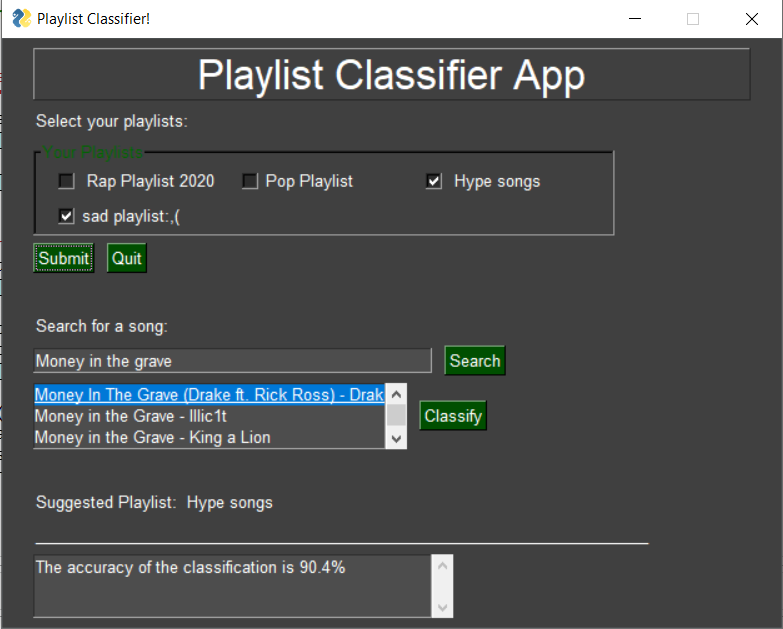 Playlist Classifier!
Playlist Classifier App
Select your playlists:
Your Playlists
Rap Playlist 2020 Pop Playlist Hype songs
sad playlist:,(
Submit Quit
Search for a song:
Money in the grave Search
Money In The Grave (Drake ft. Rick Ross) - Drak
Money in the Grave - Illic1t
Classify
Money in the Grave - King a Lion
Suggested Playlist: Hype songs
The accuracy of the classification is 90.4%